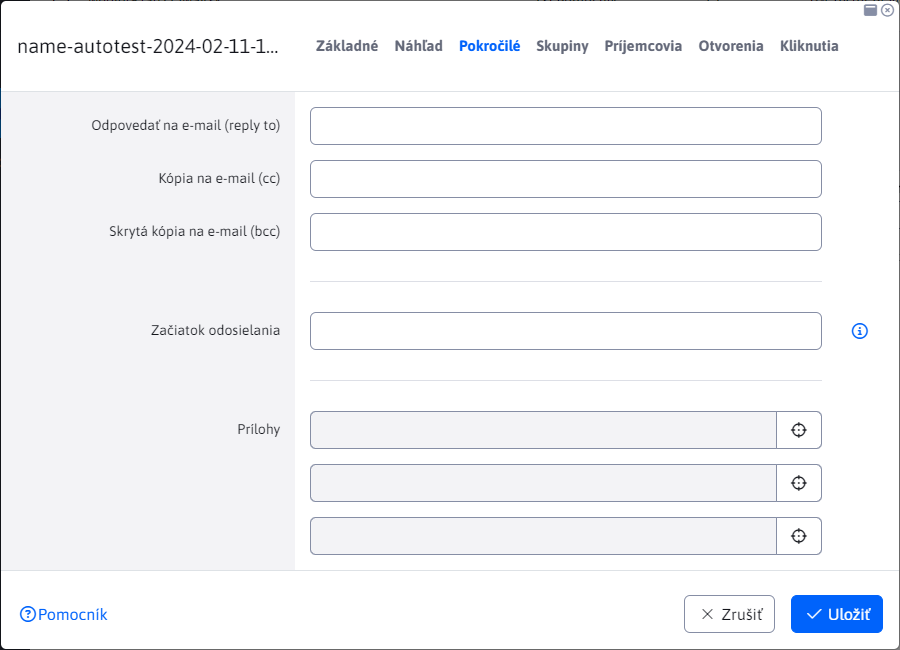 name-autotest-2024-02-11-1...
Základné Náhľad Pokročilé Skupiny Príjemcovia Otvorenia Kliknutia
Odpovedať na e-mail (reply to)
Kópia na e-mail (cc)
Skrytá kópia na e-mail (bcc)
Začiatok odosielania
Prílohy
Pomocník
Zrušiť
Uložiť